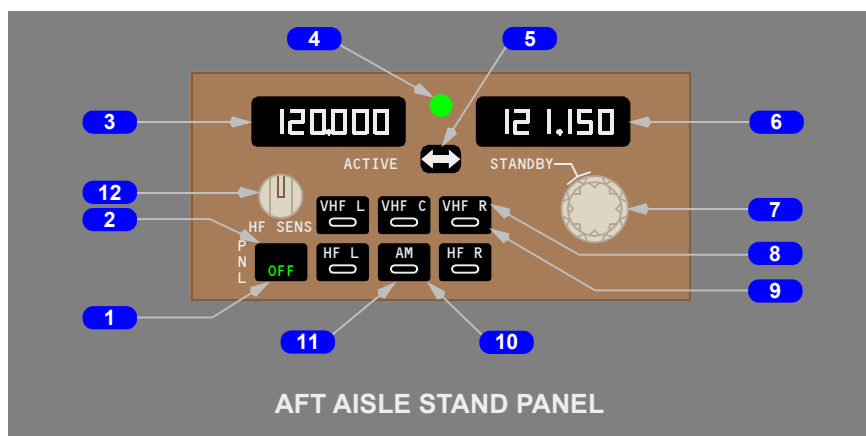 4 5
3 120.000 121.150 6
ACTIVE STANDBY
12
2 VHF L VHF C VHF R 7
HF SENS
P
N
L
OFF HF L AM HF R 8
9
1
11 10
AFT AISLE STAND PANEL